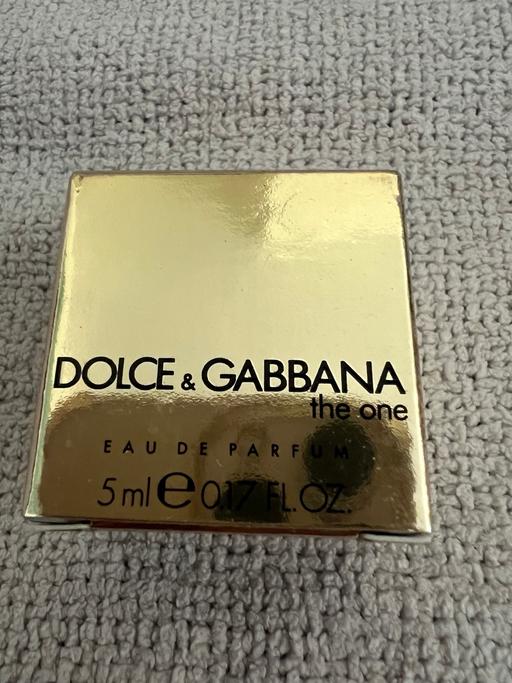 DOLCE & GABBANA
the one
EAU DE PARFUM
5 ml e 0.17 FL.OZ.